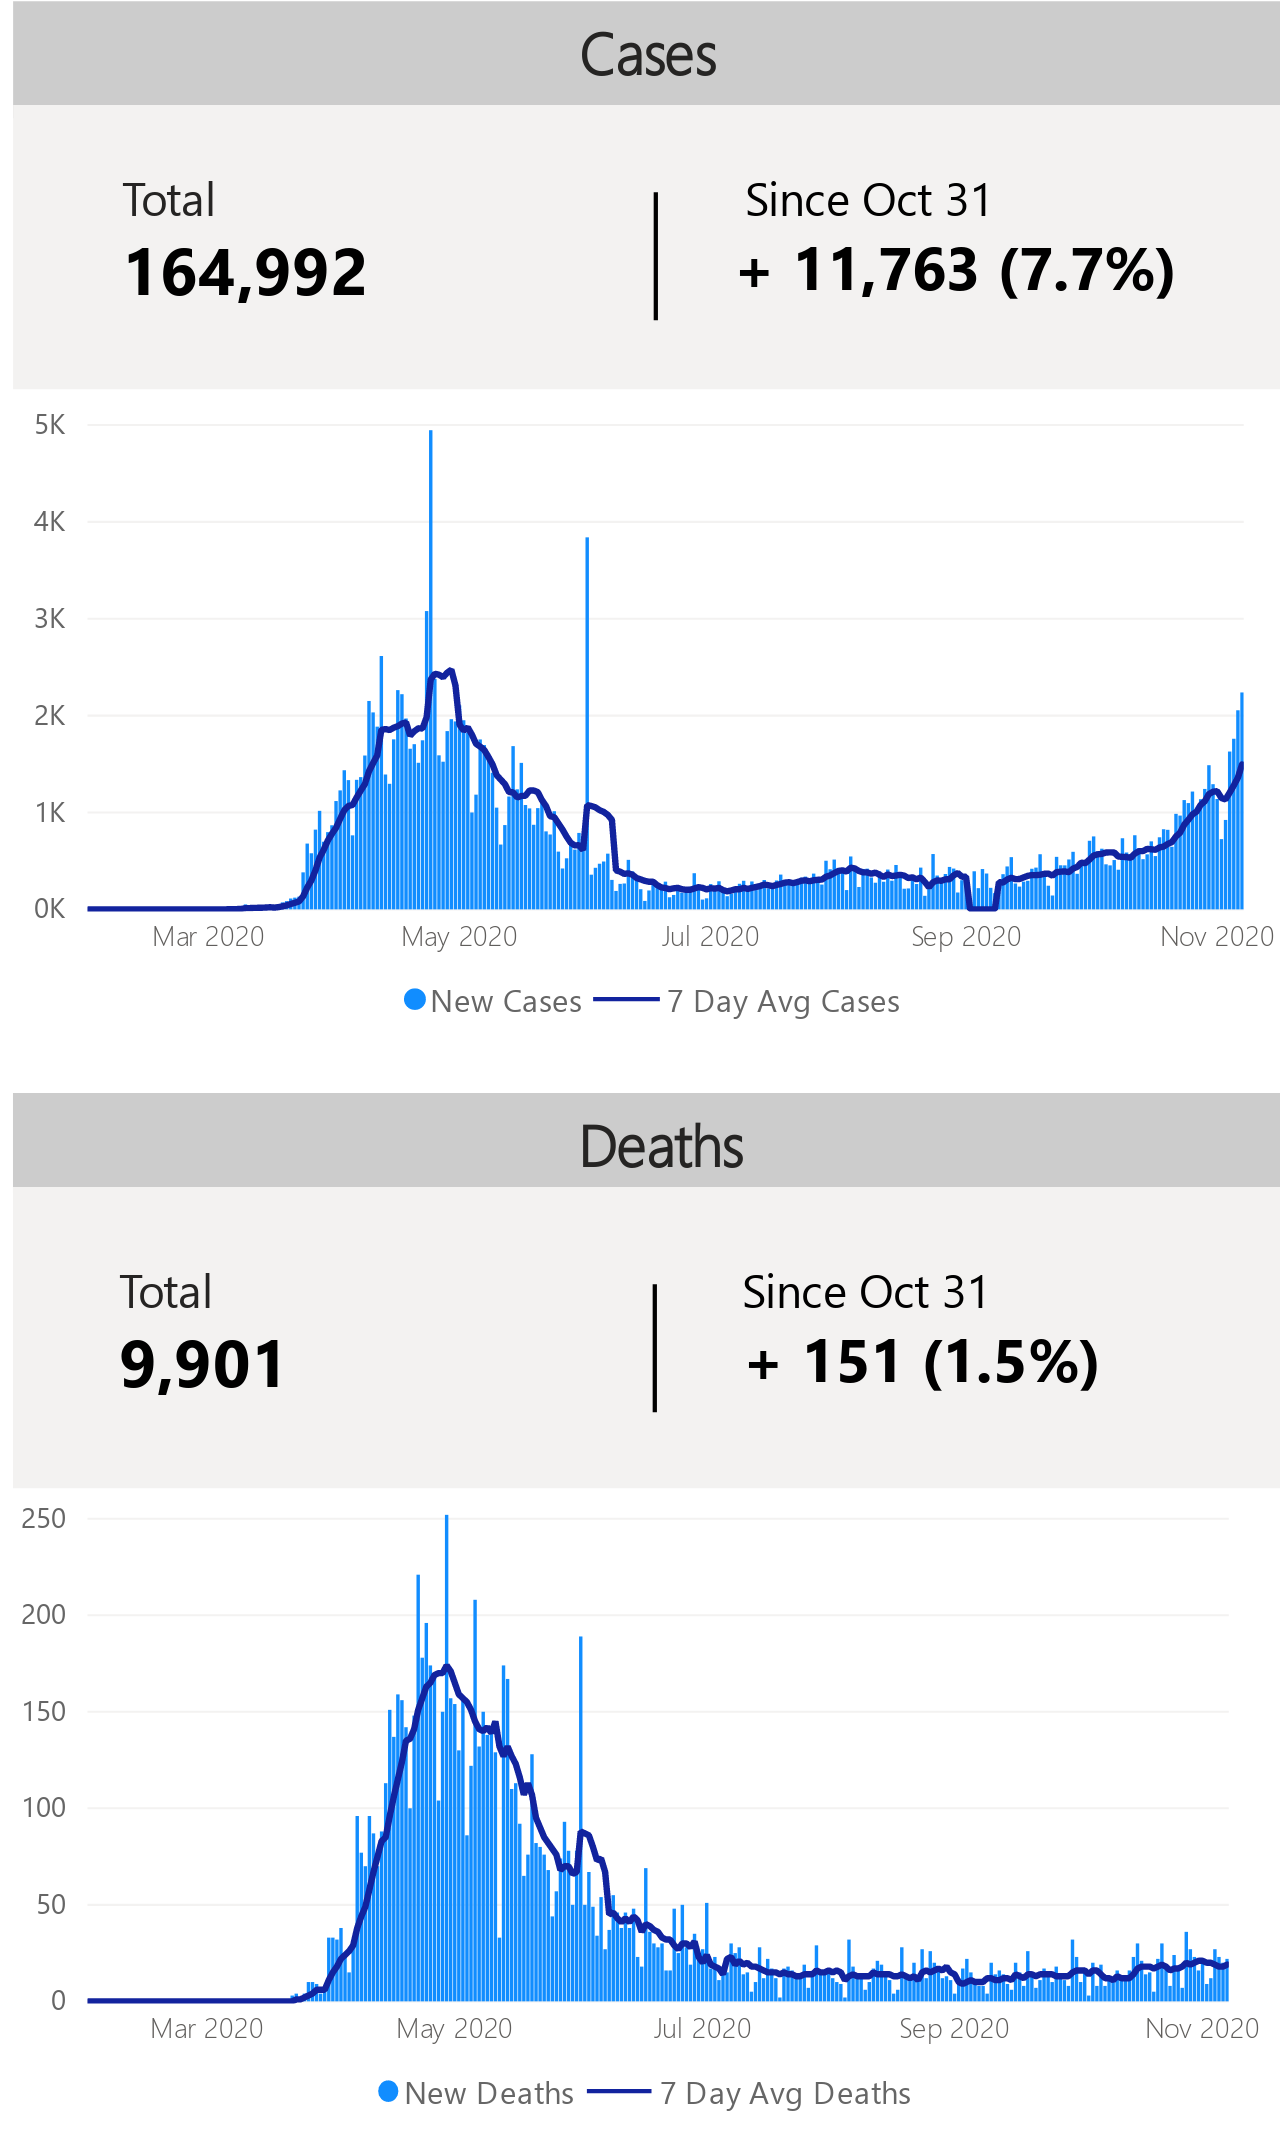 Cases
Total
Since Oct 31
164,992
+ 11,763 (7.7%)
5K
4K
3K
2K
1K
0K
Mar 2020 May 2020 Jul 2020 Sep 2020 Nov 2020
New Cases 7 Day Avg Cases
Deaths
Total
Since Oct 31
9,901
+ 151 (1.5%)
250
200
150
100
50
0
Mar 2020 May 2020 Jul 2020 Sep 2020 Nov 2020
New Deaths 7 Day Avg Deaths